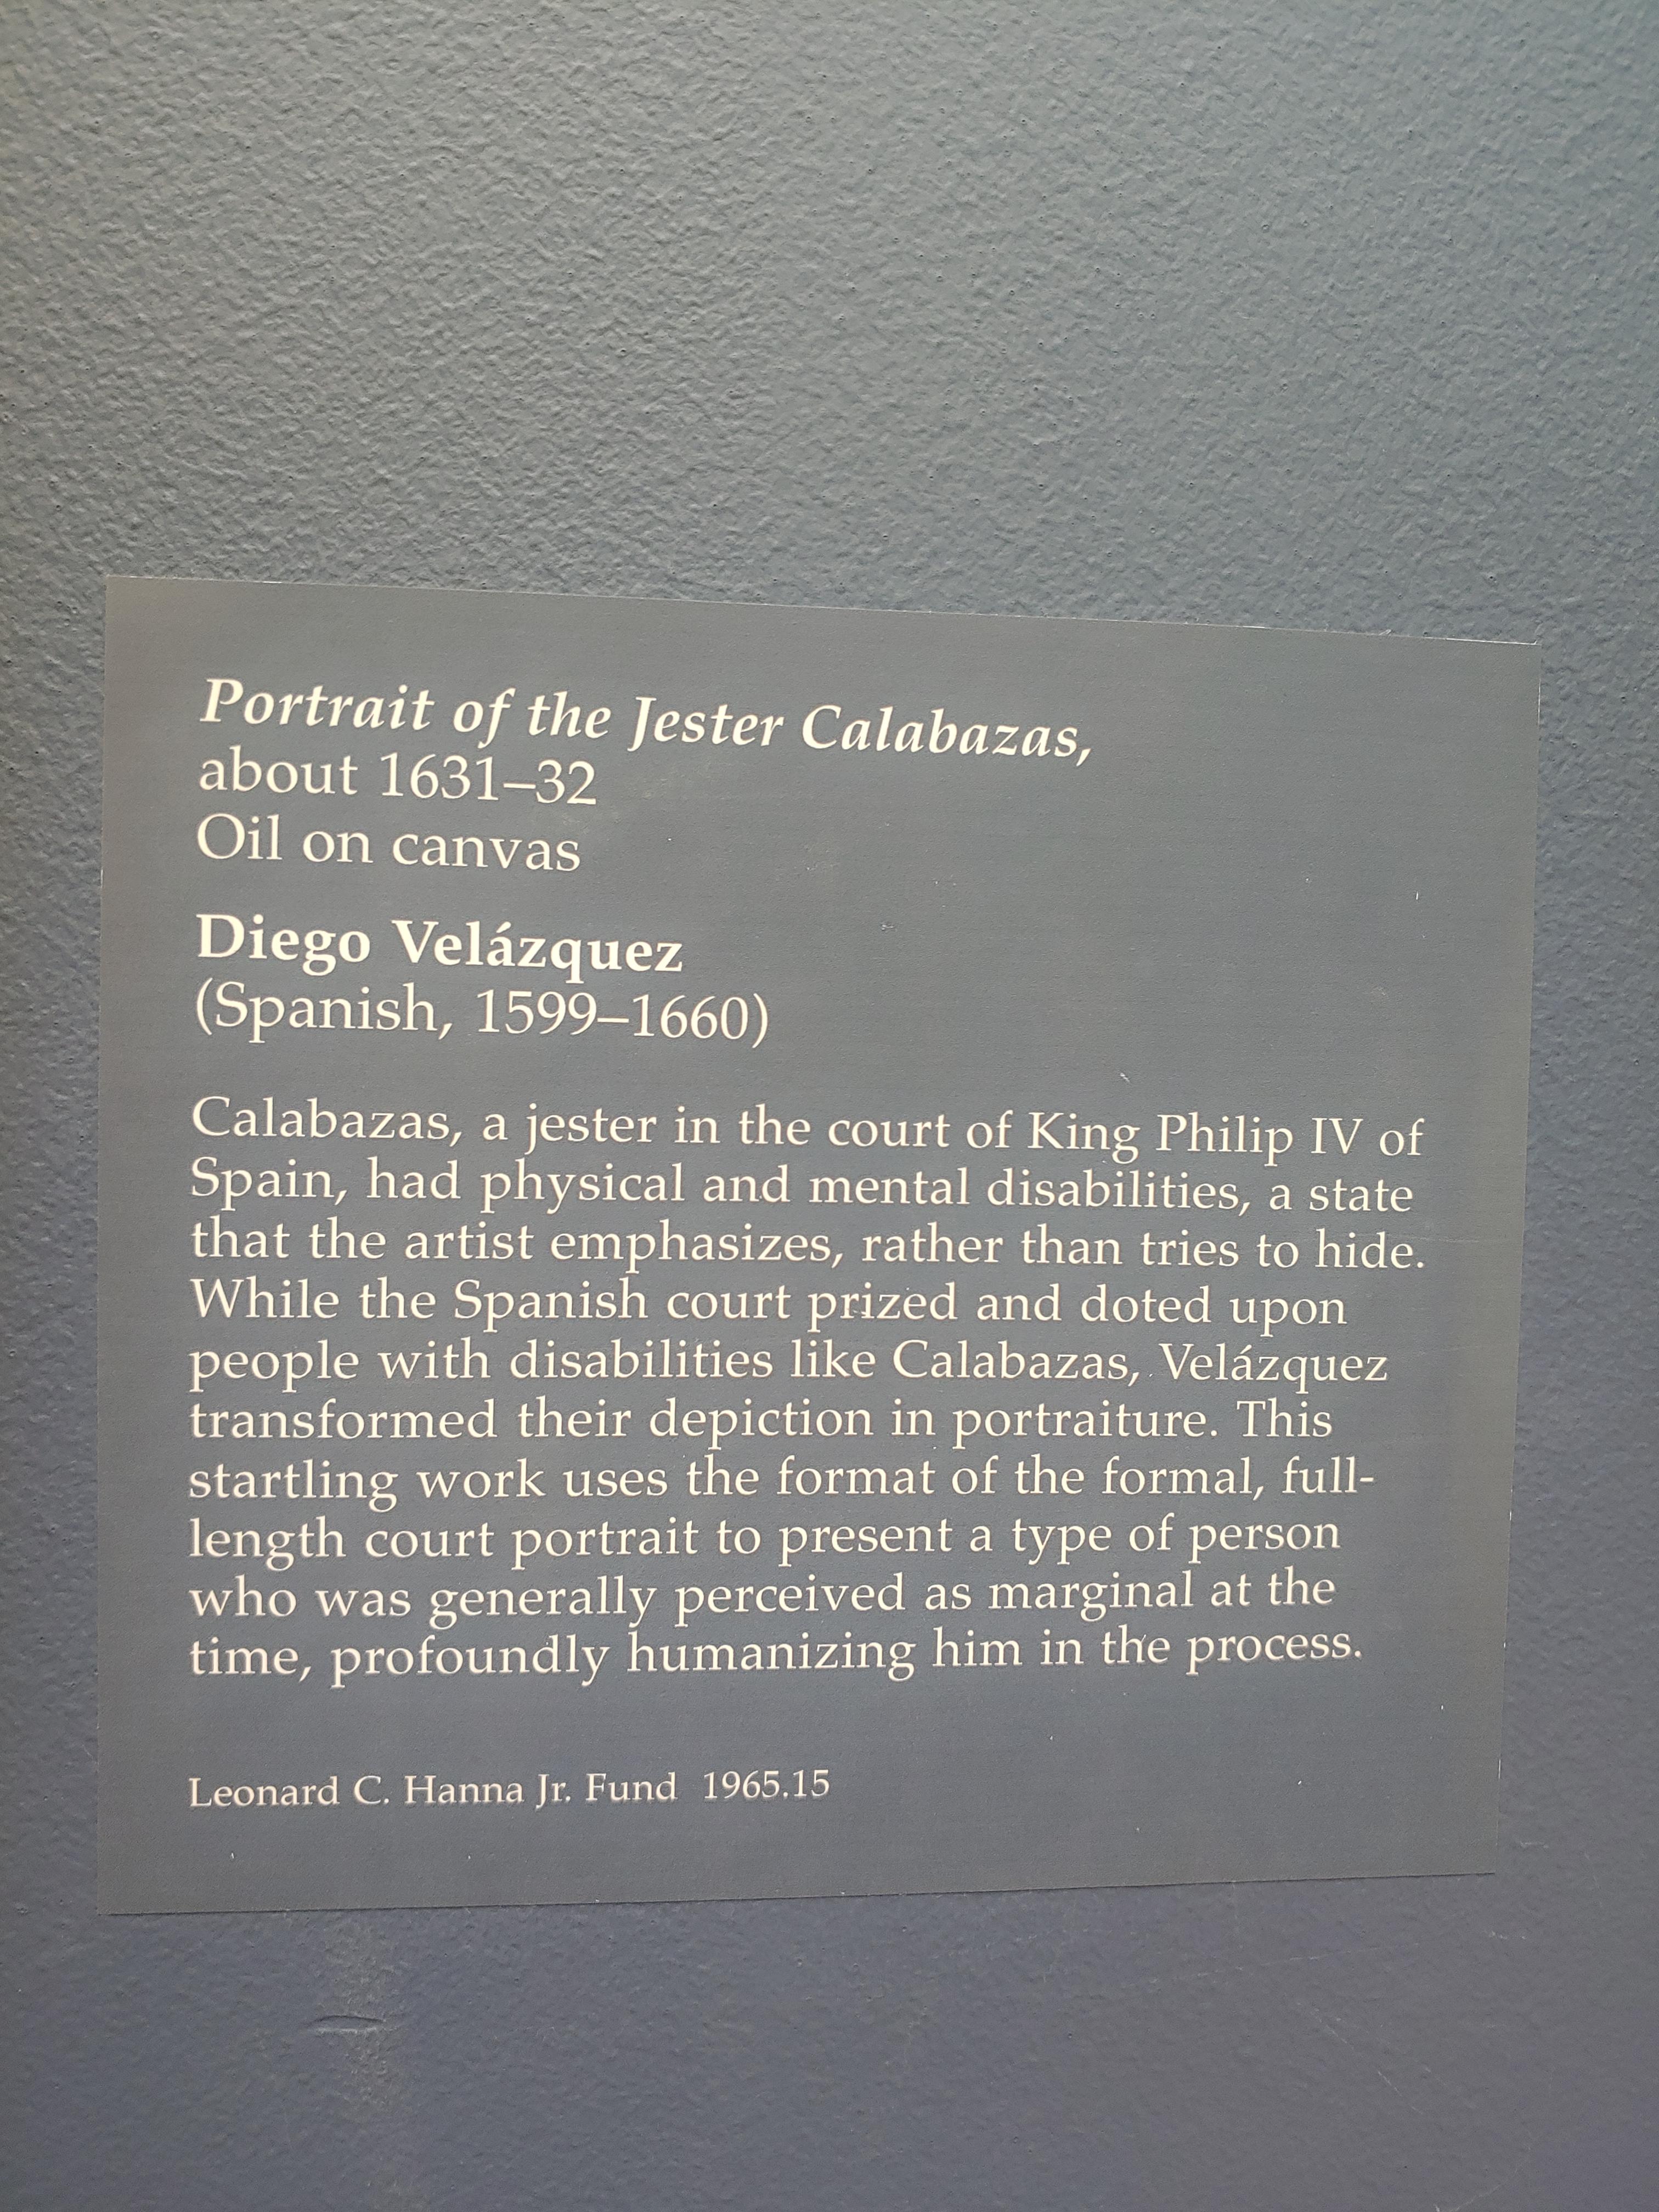 Portrait of the Jester Calabazas,
about 1631–32
Oil on canvas
Diego Velázquez
(Spanish, 1599–1660)
Calabazas, a jester in the court of King Philip IV of
Spain, had physical and mental disabilities, a state
that the artist emphasizes, rather than tries to hide.
While the Spanish court prized and doted upon
people with disabilities like Calabazas, Velázquez
transformed their depiction in portraiture. This
startling work uses the format of the formal, full-
length court portrait to present a type of person
who was generally perceived as marginal at the
time, profoundly humanizing him in the process.
Leonard C. Hanna Jr. Fund 1965.15